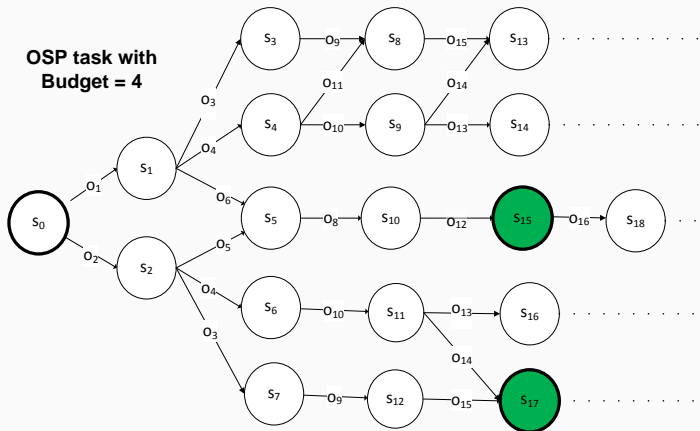 OSP task with
Budget = 4
s0
o1
o2
s1
s2
o3
o4
o6
o5
o4
o3
s3
s4
s5
s6
s7
o9
o11
o10
o8
o10
o9
s8
s9
s10
s11
s12
o15
o14
o13
o12
o13
o14
o15
s13
s14
s15
s16
s17
o16
s18